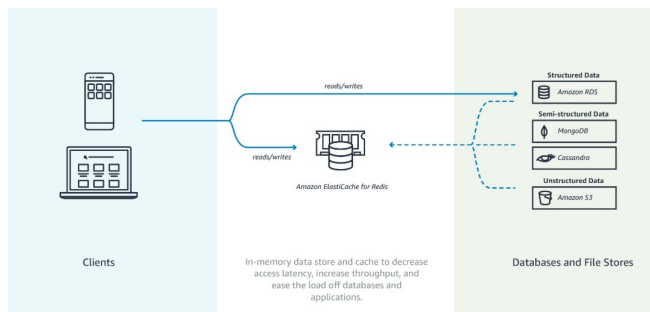 Structured Data
reads/writes
Amazon RDS
Semi-structured Data
MongoDB
reads/writes
Cassandra
Amazon ElastiCache for Redis
Unstructured Data
Amazon S3
Clients
In-memory data store and cache to decrease
access latency, increase throughput, and
ease the load off databases and
applications.
Databases and File Stores